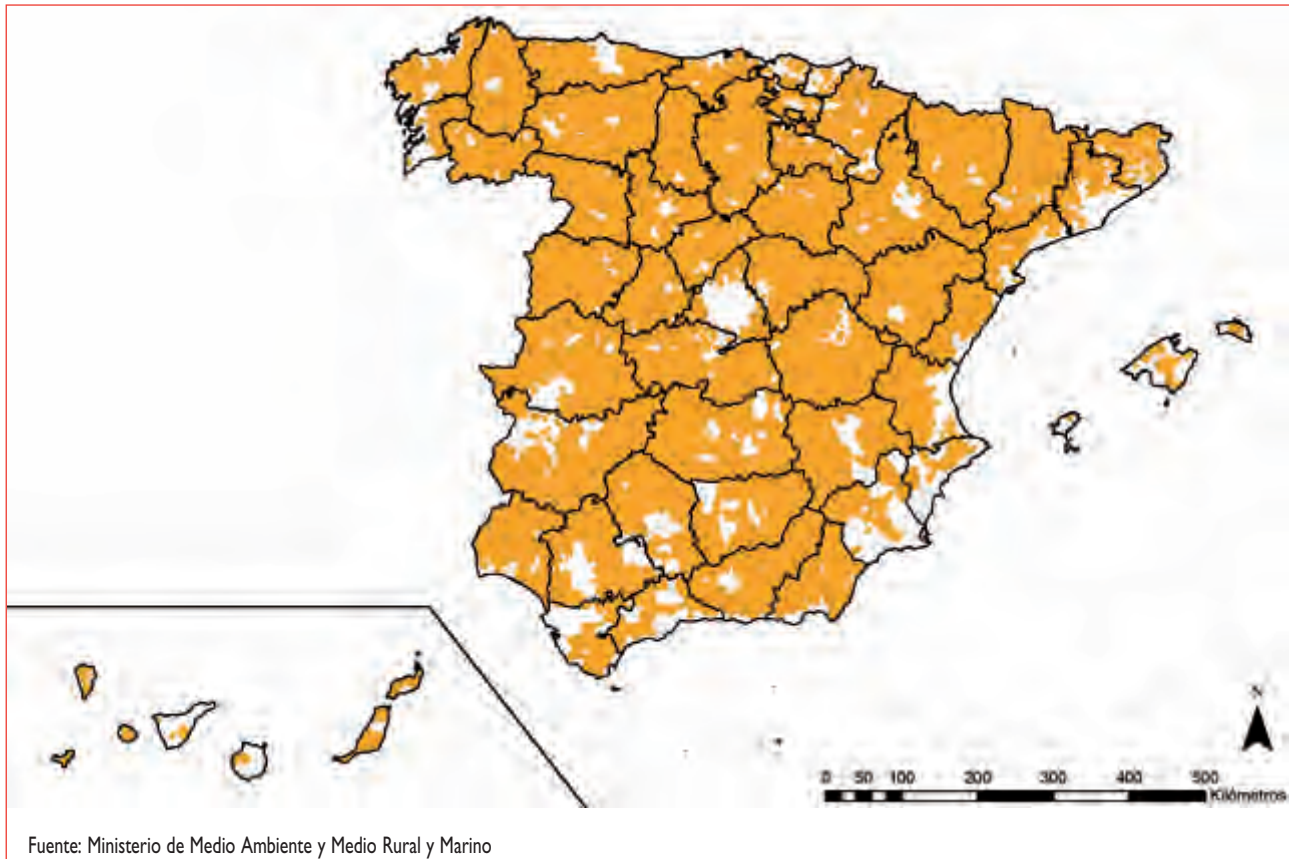 N
0 50 100 200 300 400 500
Kilómetros
Fuente: Ministerio de Medio Ambiente y Medio Rural y Marino